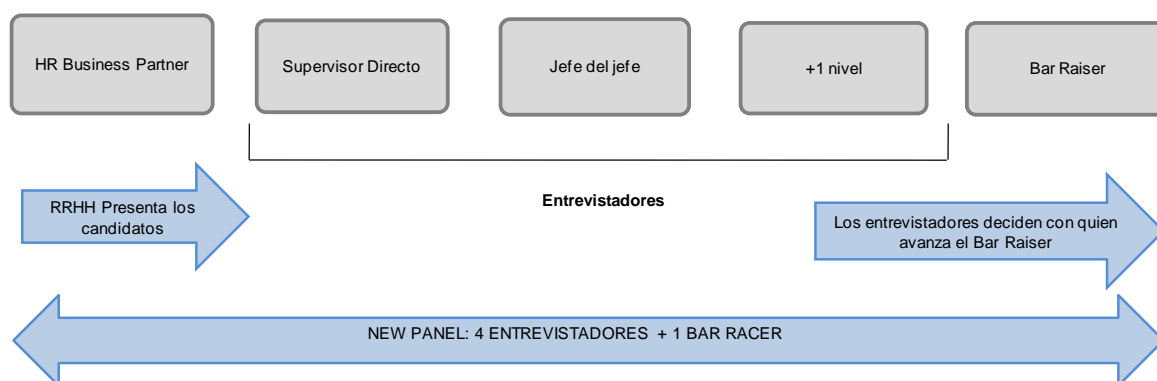 HR Business Partner
Supervisor Directo
Jefe del jefe
+1 nivel
Bar Raiser
Entrevistadores
RRHH Presenta los
candidatos
Los entrevistadores deciden con quien
avanza el Bar Raiser
NEW PANEL: 4 ENTREVISTADORES + 1 BAR RACER